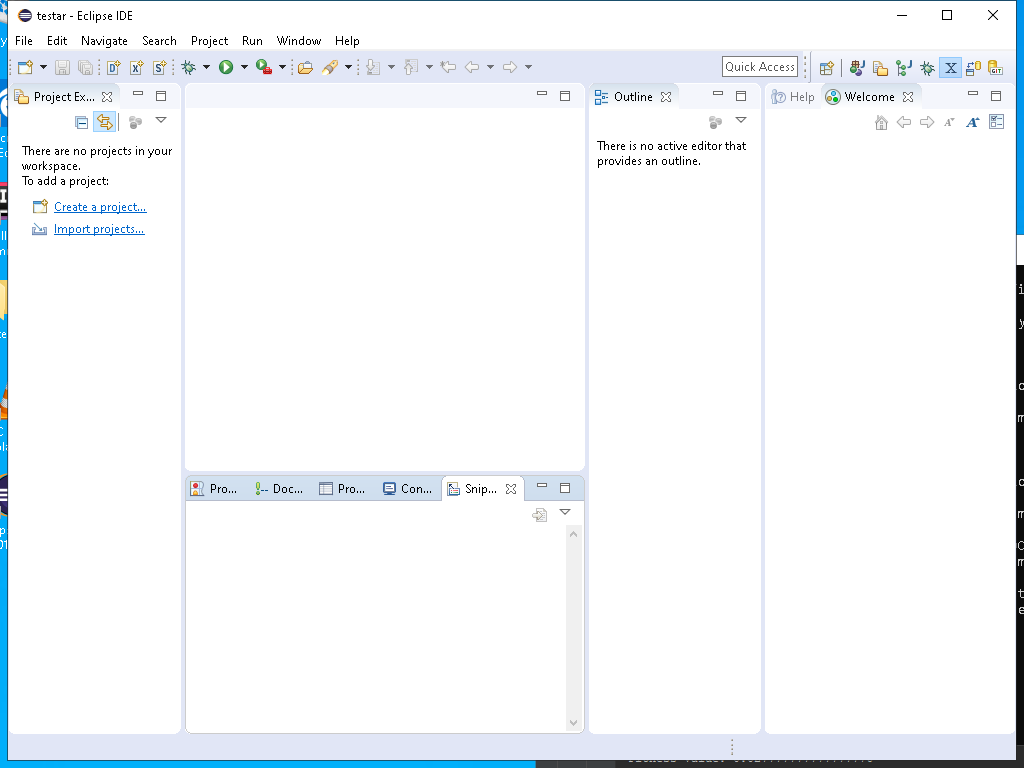 testar - Eclipse IDE
File Edit Navigate Search Project Run Window Help
Quick Access
Project Ex...
Outline
Help
Welcome
There are no projects in your
workspace.
To add a project:
Create a project...
Import projects...
There is no active editor that
provides an outline.
Pro...
Doc...
Pro...
Con...
Snip...